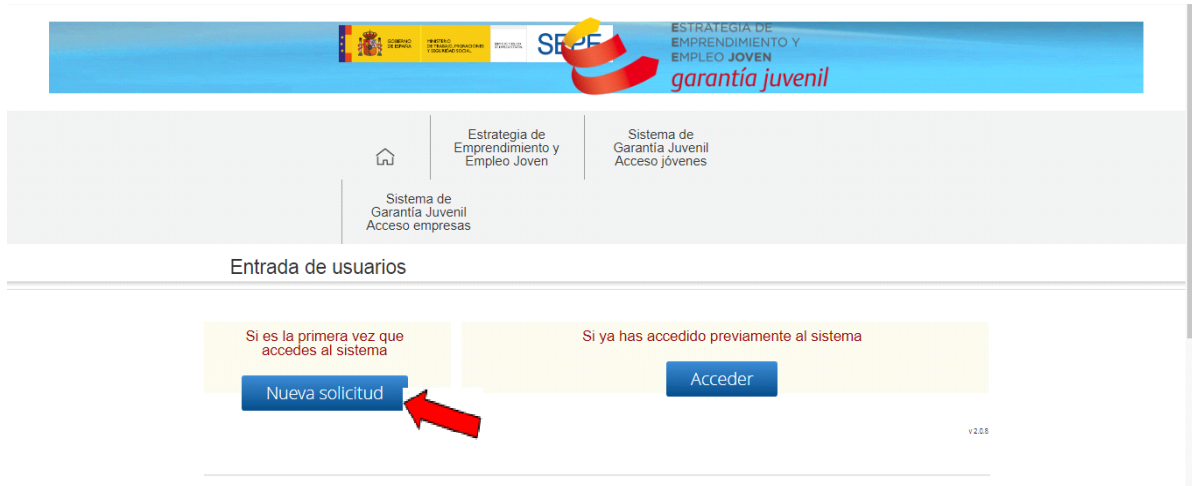 GOBIERNO
DE ESPAÑA
MINISTERIO
DE TRABAJO, MIGRACIONES
Y SEGURIDAD SOCIAL
SEPE
ESTRATEGIA DE
EMPRENDIMIENTO Y
EMPLEO JOVEN
garantía juvenil
Estrategia de
Emprendimiento y
Empleo Joven
Sistema de
Garantía Juvenil
Acceso jóvenes
Sistema de
Garantía Juvenil
Acceso empresas
Entrada de usuarios
Si es la primera vez que
accedes al sistema
Nueva solicitud
Si ya has accedido previamente al sistema
Acceder
v 2.0.8